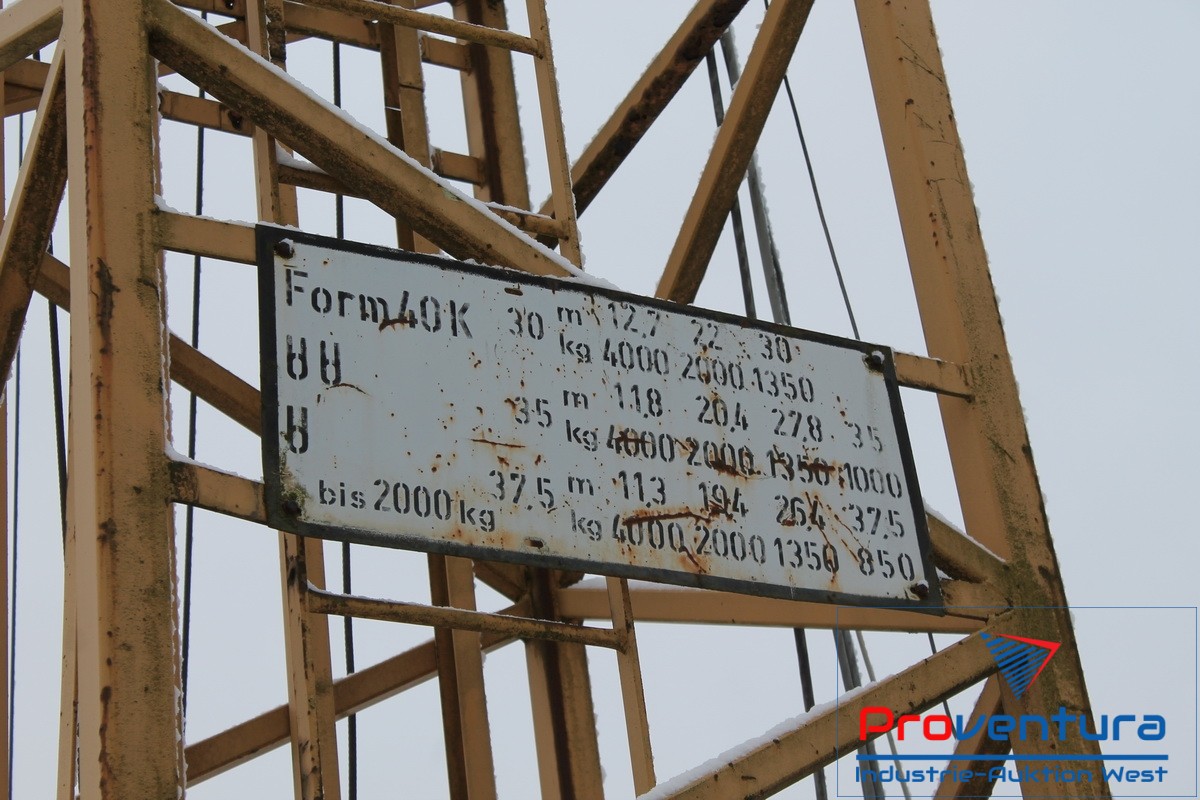 Form 40 K 30 m 12,7 22 30
kg 4000 2000 1350
35 m 11,8 20,4 27,8 35
kg 4000 2000 1350 1000
bis 2000 kg 37,5 m 11,3 19,4 26,4 37,5
kg 4000 2000 1350 850
Proventura
Industrie-Auktion West